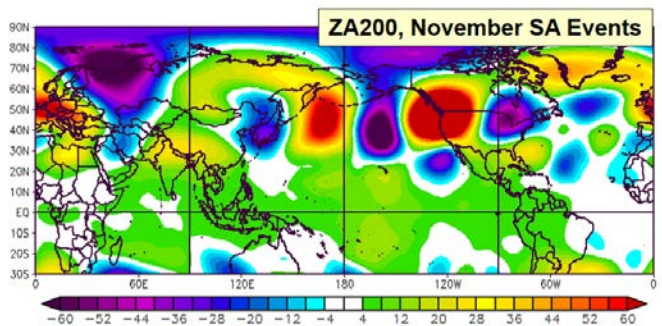 ZA200, November SA Events
90N
80N
70N
60N
50N
40N
30N
20N
10N
EQ
10S
20S
30S
0 60E 120E 180 120W 60W 0
-60 -52 -44 -36 -28 -20 -12 -4 4 12 20 28 36 44 52 60